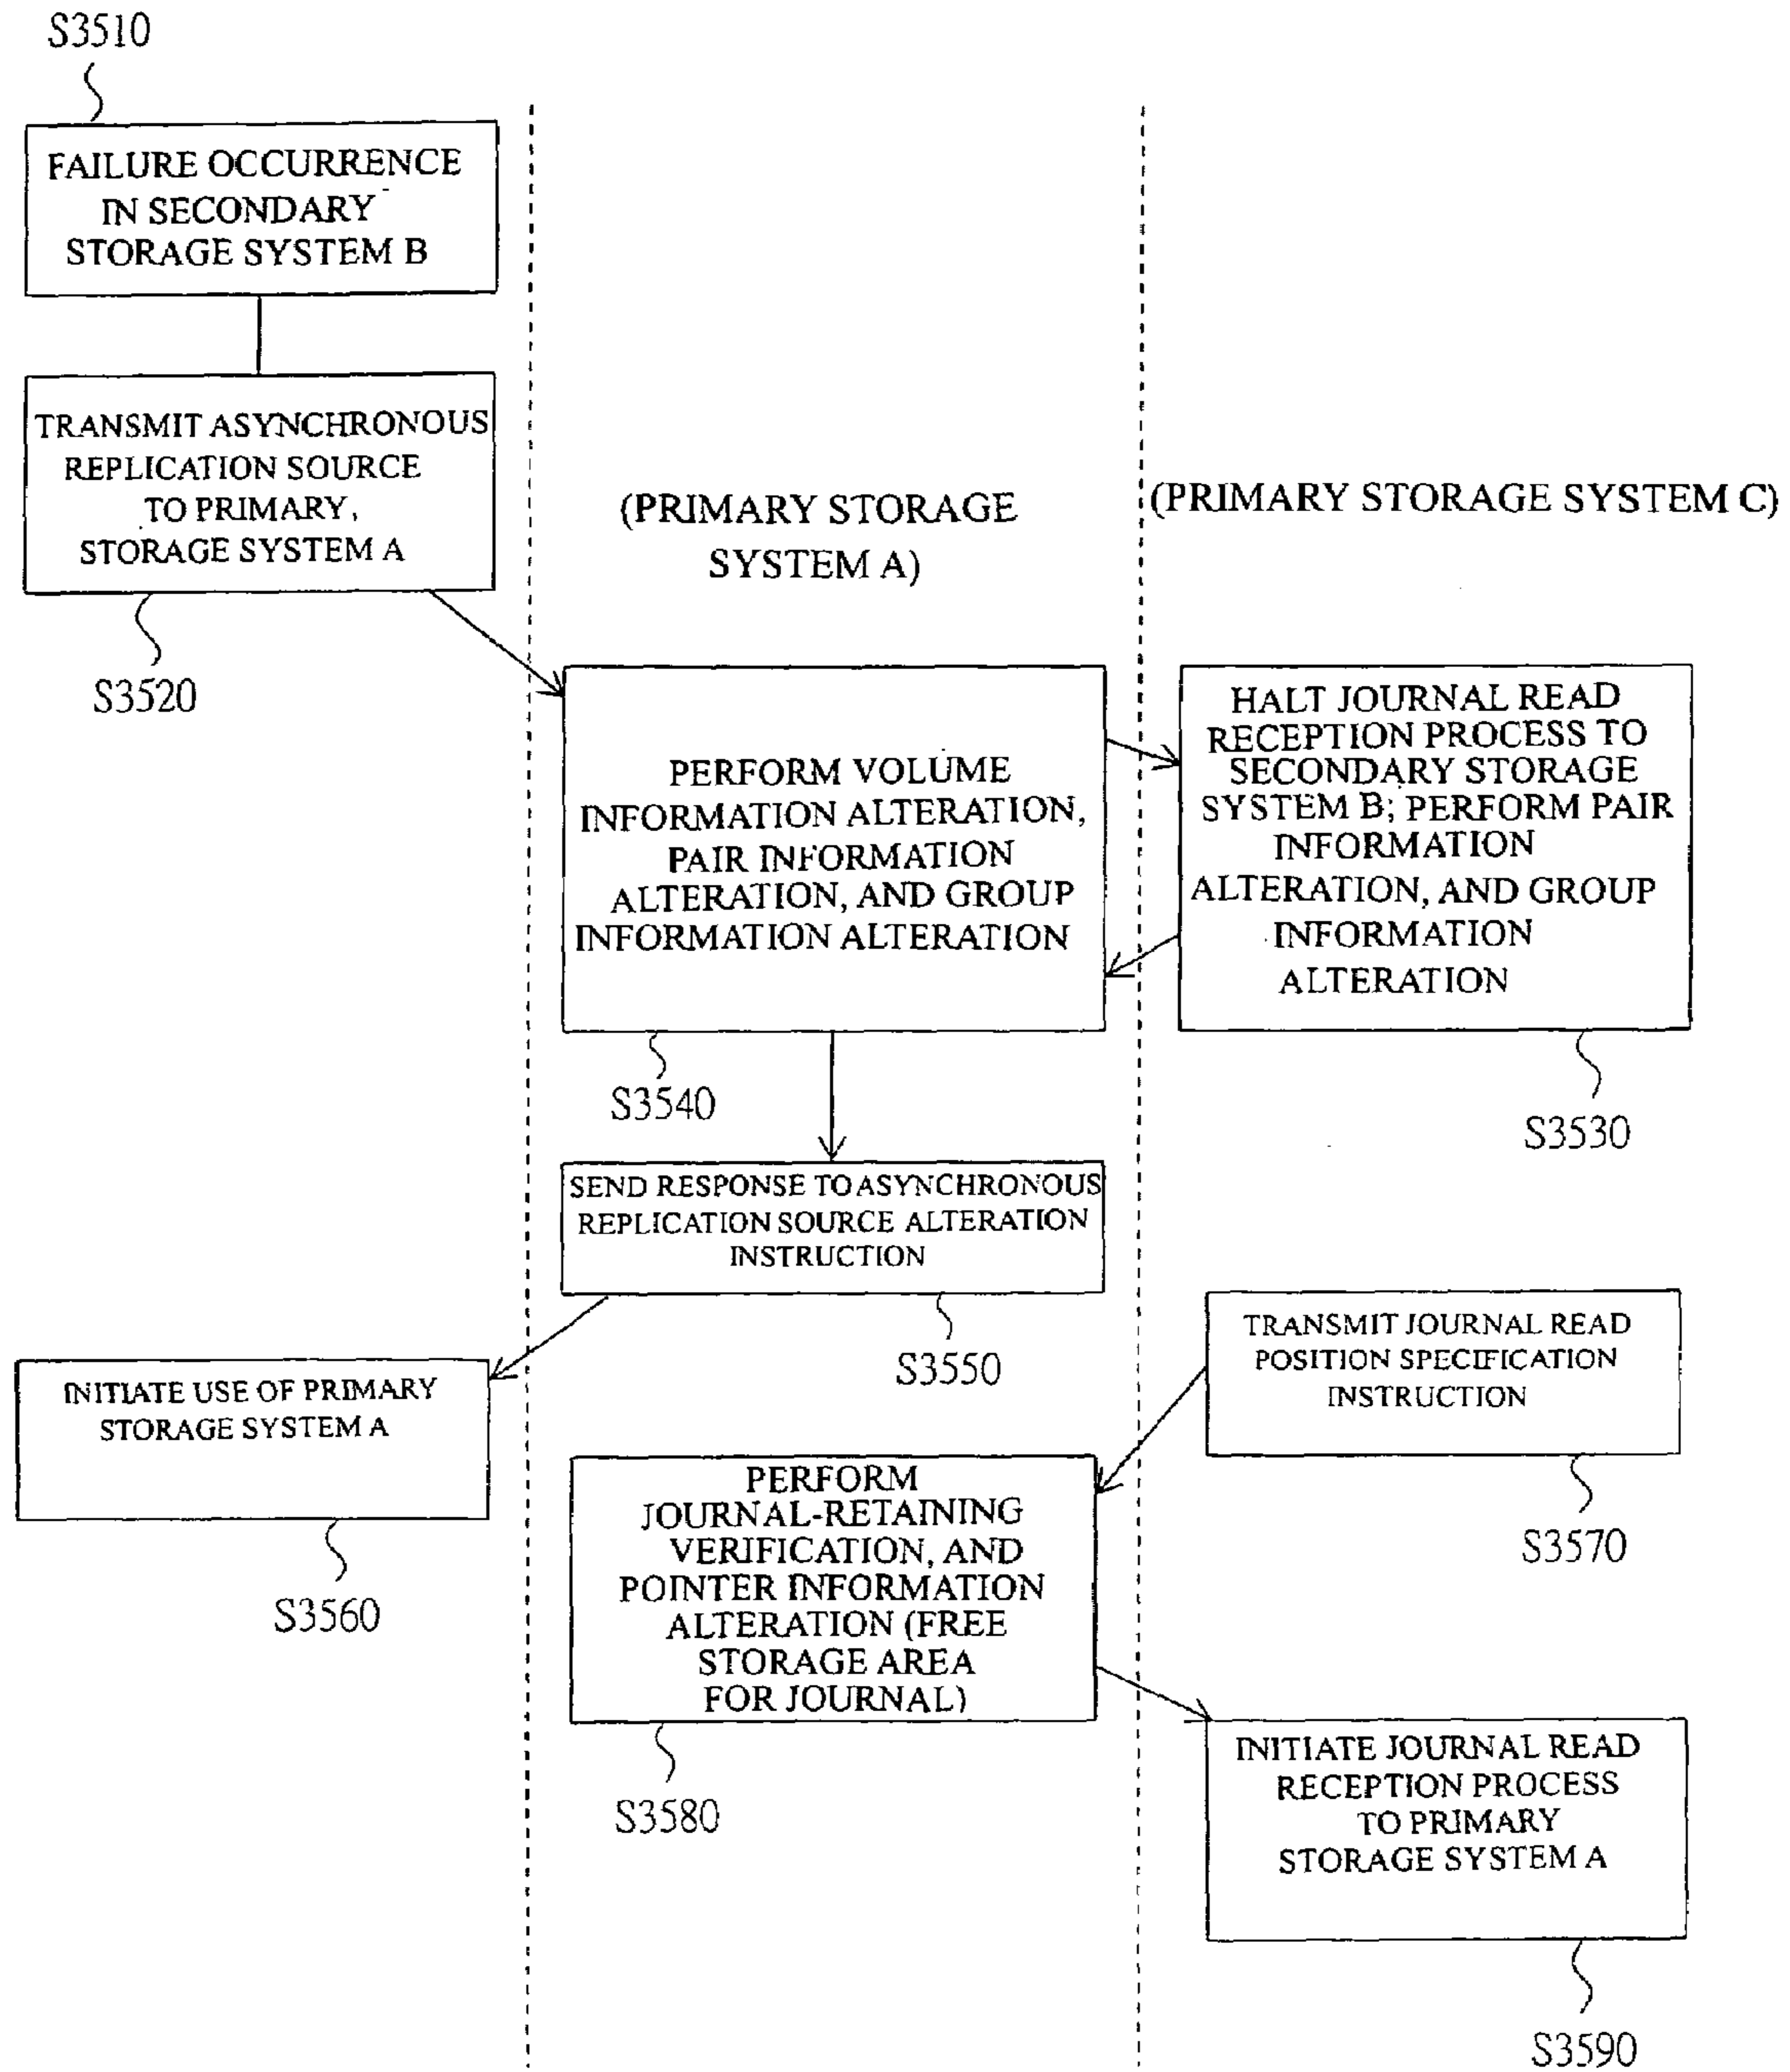 S3510
FAILURE OCCURRENCE
IN SECONDARY
STORAGE SYSTEM B
TRANSMIT ASYNCHRONOUS
REPLICATION SOURCE
TO PRIMARY,
STORAGE SYSTEM A
S3520
(PRIMARY STORAGE
SYSTEM A)
(PRIMARY STORAGE SYSTEM C)
PERFORM VOLUME
INFORMATION ALTERATION,
PAIR INFORMATION
ALTERATION, AND GROUP
INFORMATION ALTERATION
S3540
HALT JOURNAL READ
RECEPTION PROCESS TO
SECONDARY STORAGE
SYSTEM B; PERFORM PAIR
INFORMATION
ALTERATION, AND GROUP
INFORMATION
ALTERATION
S3530
SEND RESPONSE TO ASYNCHRONOUS
REPLICATION SOURCE ALTERATION
INSTRUCTION
S3550
INITIATE USE OF PRIMARY
STORAGE SYSTEM A
S3560
TRANSMIT JOURNAL READ
POSITION SPECIFICATION
INSTRUCTION
S3570
PERFORM
JOURNAL-RETAINING
VERIFICATION, AND
POINTER INFORMATION
ALTERATION (FREE
STORAGE AREA
FOR JOURNAL)
S3580
INITIATE JOURNAL READ
RECEPTION PROCESS
TO PRIMARY
STORAGE SYSTEM A
S3590